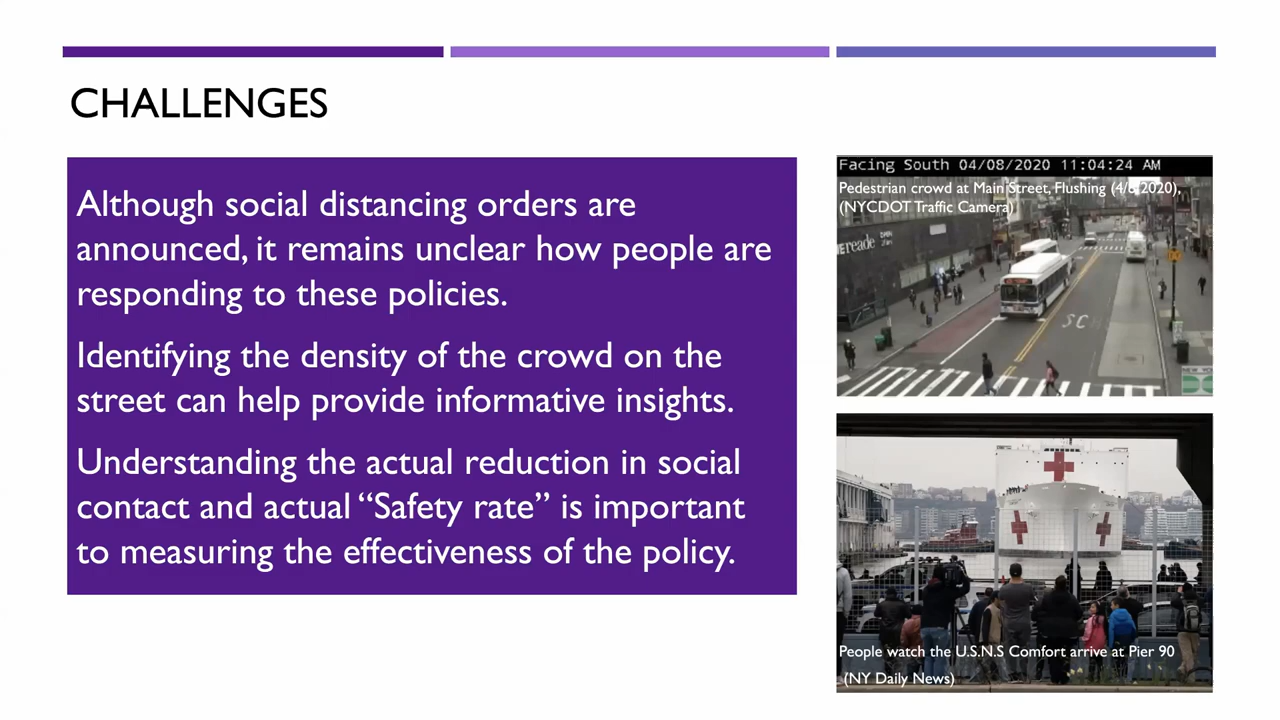 CHALLENGES
Although social distancing orders are
announced, it remains unclear how people are
responding to these policies.
Identifying the density of the crowd on the
street can help provide informative insights.
Understanding the actual reduction in social
contact and actual “Safety rate” is important
to measuring the effectiveness of the policy.
Facing South 04/08/2020 11:04:24 AM
Pedestrian crowd at Main Street, Flushing (4/8/2020),
(NYCDOT Traffic Camera)
People watch the U.S.N.S Comfort arrive at Pier 90
(NY Daily News)